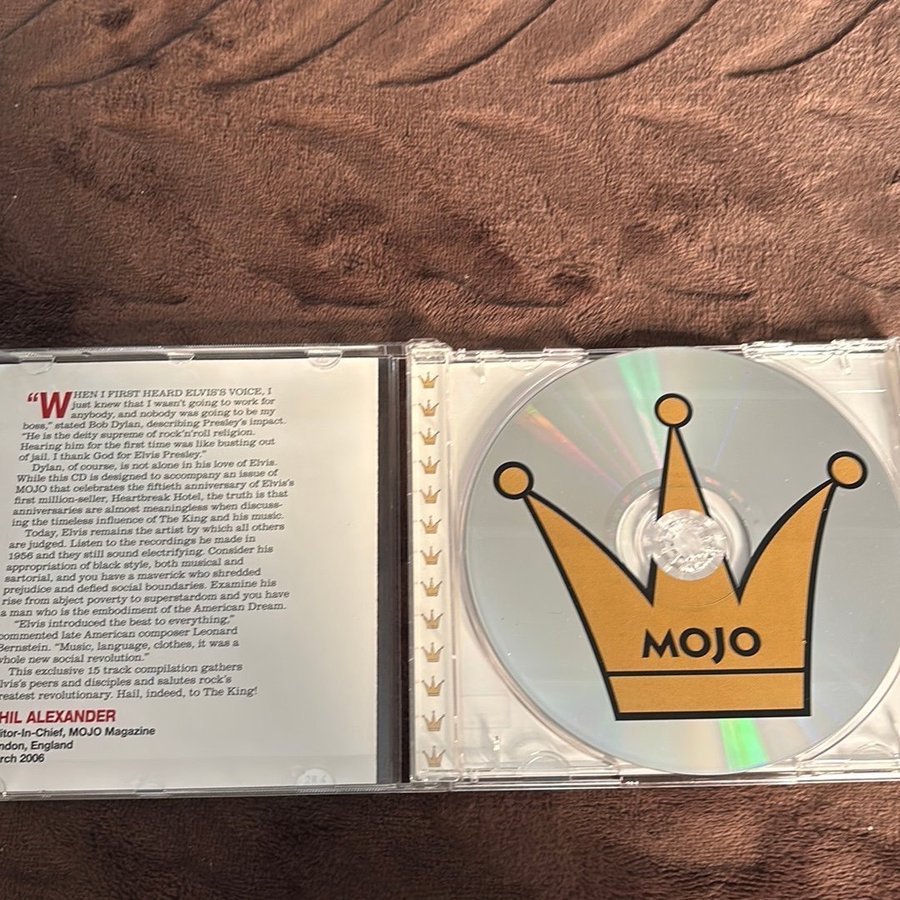 “WHEN I FIRST HEARD ELVIS'S VOICE, I
just knew that I wasn't going to work for
anybody, and nobody was going to be my
boss,” stated Bob Dylan, describing Presley's impact.
“He is the deity supreme of rock'n'roll religion.
Hearing him for the first time was like busting out
of jail. I thank God for Elvis Presley.”
Dylan, of course, is not alone in his love of Elvis.
While this CD is designed to accompany an issue of
MOJO that celebrates the fiftieth anniversary of Elvis's
first million-seller, Heartbreak Hotel, the truth is that
anniversaries are almost meaningless when discuss-
ing the timeless influence of The King and his music.
Today, Elvis remains the artist by which all others
are judged. Listen to the recordings he made in
1956 and they still sound electrifying. Consider his
appropriation of black style, both musical and
sartorial, and you have a maverick who shredded
prejudice and defied social boundaries. Examine his
rise from abject poverty to superstardom and you have
a man who is the embodiment of the American Dream.
“Elvis introduced the beat to everything,”
commented late American composer Leonard
Bernstein. “Music, language, clothes, it was a
whole new social revolution.”
This exclusive 15 track compilation gathers
lvis's peers and disciples and salutes rock's
reatest revolutionary. Hail, indeed, to The King!
HIL ALEXANDER
itor-In-Chief, MOJO Magazine
ndon, England
rch 2006
MOJO